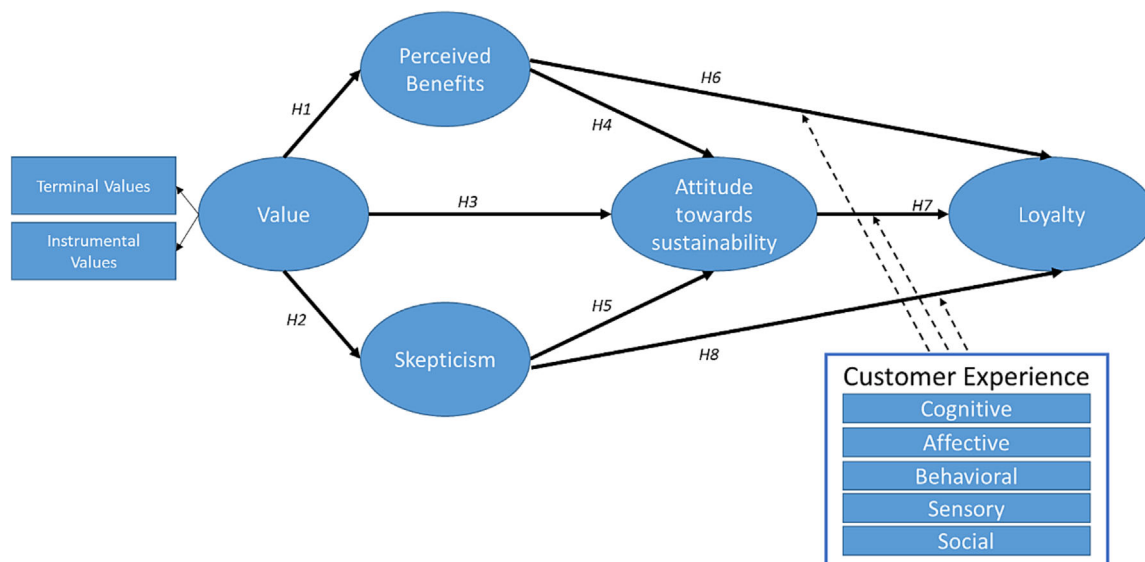 Perceived
Benefits
H6
H1
H4
Terminal Values
Instrumental
Values
Value
H3
Attitude
towards
sustainability
H7
Loyalty
H2
H5
Skepticism
H8
Customer Experience
Cognitive
Affective
Behavioral
Sensory
Social